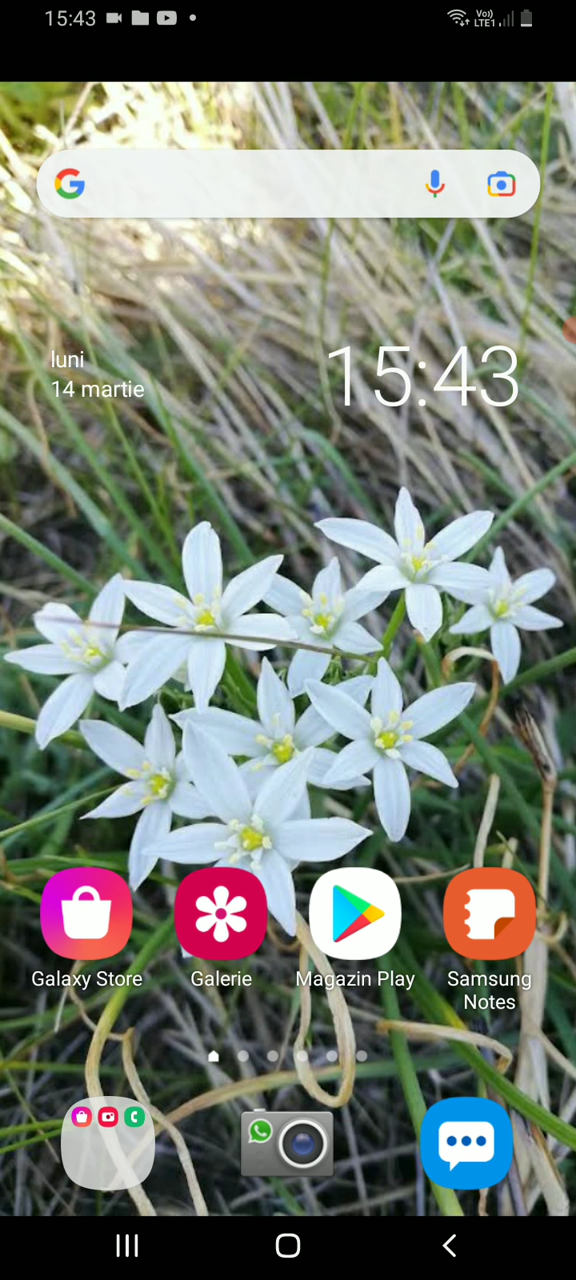 15:43
Vo))
LTE1
luni
14 martie
15:43
Galaxy Store
Galerie
Magazin Play
Samsung
Notes